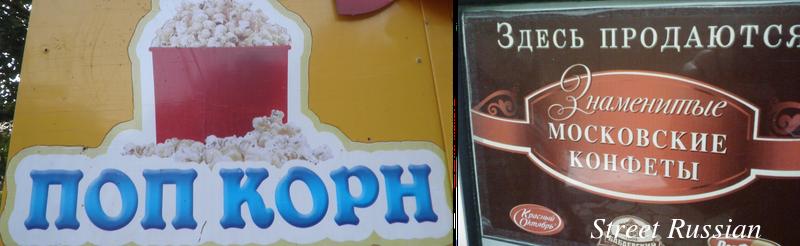 ПОП КОРН
Здесь продаются
Знаменитые
МОСКОВСКИЕ
КОНФЕТЫ
Красный
Октябрь
Street Russian